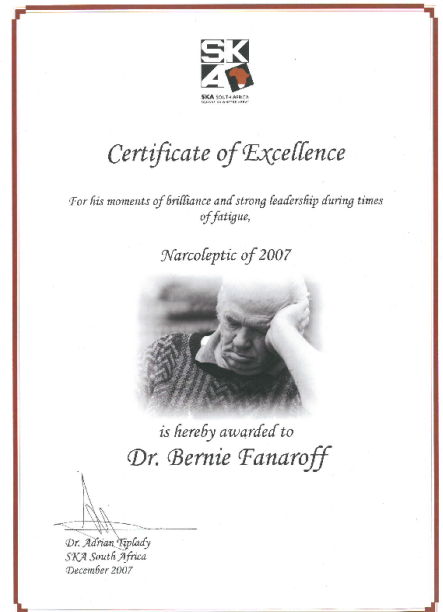 SK
A
SKA SOUTH AFRICA
Certificate of Excellence
For his moments of brilliance and strong leadership during times
of fatigue,
Narcoleptic of 2007
is hereby awarded to
Dr. Bernie Fanaroff
Dr. Adrian Tiplady
SKA South Africa
December 2007